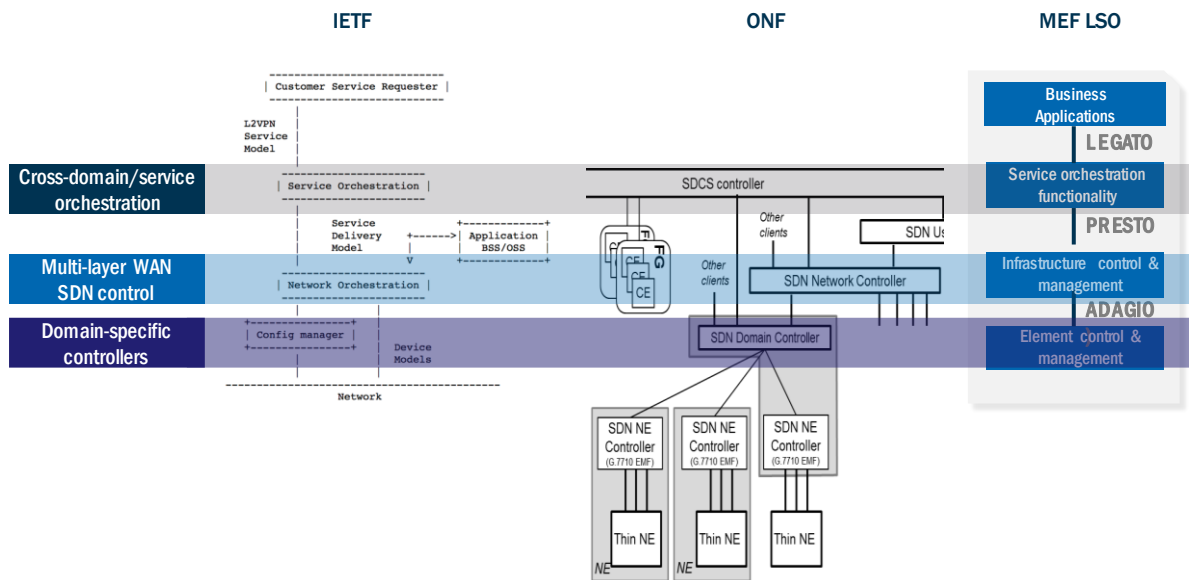 IETF
ONF
MEF LSO
Customer Service Requester
L2VPN
Service
Model
Business
Applications
LEGATO
Cross-domain/service
orchestration
Service Orchestration
SDCS controller
Service orchestration
functionality
Service
Delivery
Model
Application
BSS/OSS
V
FG
CE
Other
clients
SDN Us
PRESTO
Multi-layer WAN
SDN control
Network Orchestration
Other
clients
SDN Network Controller
Infrastructure control &
management
ADAGIO
Domain-specific
controllers
Config manager
Device
Models
SDN Domain Controller
Element control &
management
Network
SDN NE
Controller
(G.7710 EMF)
SDN NE
Controller
(G.7710 EMF)
SDN NE
Controller
(G.7710 EMF)
Thin NE
Thin NE
Thin NE
NE
NE